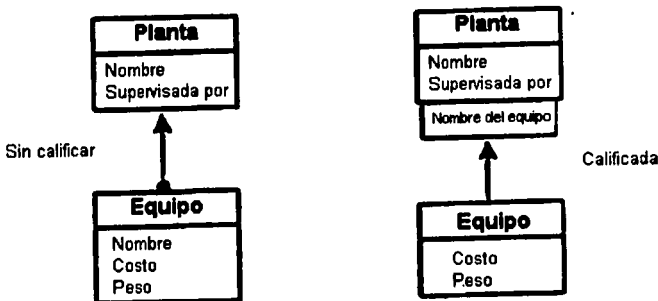 Planta
Nombre
Supervisada por
Sin calificar
Equipo
Nombre
Costo
Peso
Planta
Nombre
Supervisada por
Nombre del equipo
Calificada
Equipo
Costo
Peso